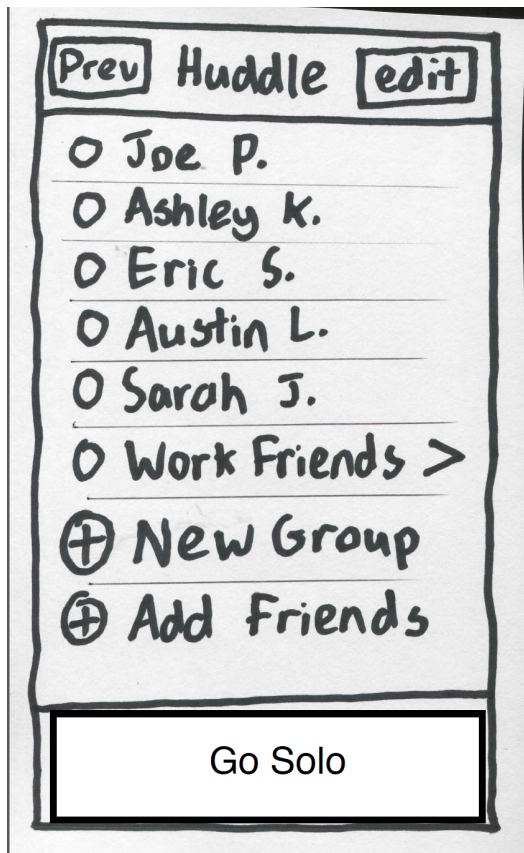 Prev Huddle edit
Joe P.
Ashley K.
Eric S.
Austin L.
Sarah J.
Work Friends >
New Group
Add Friends
Go Solo